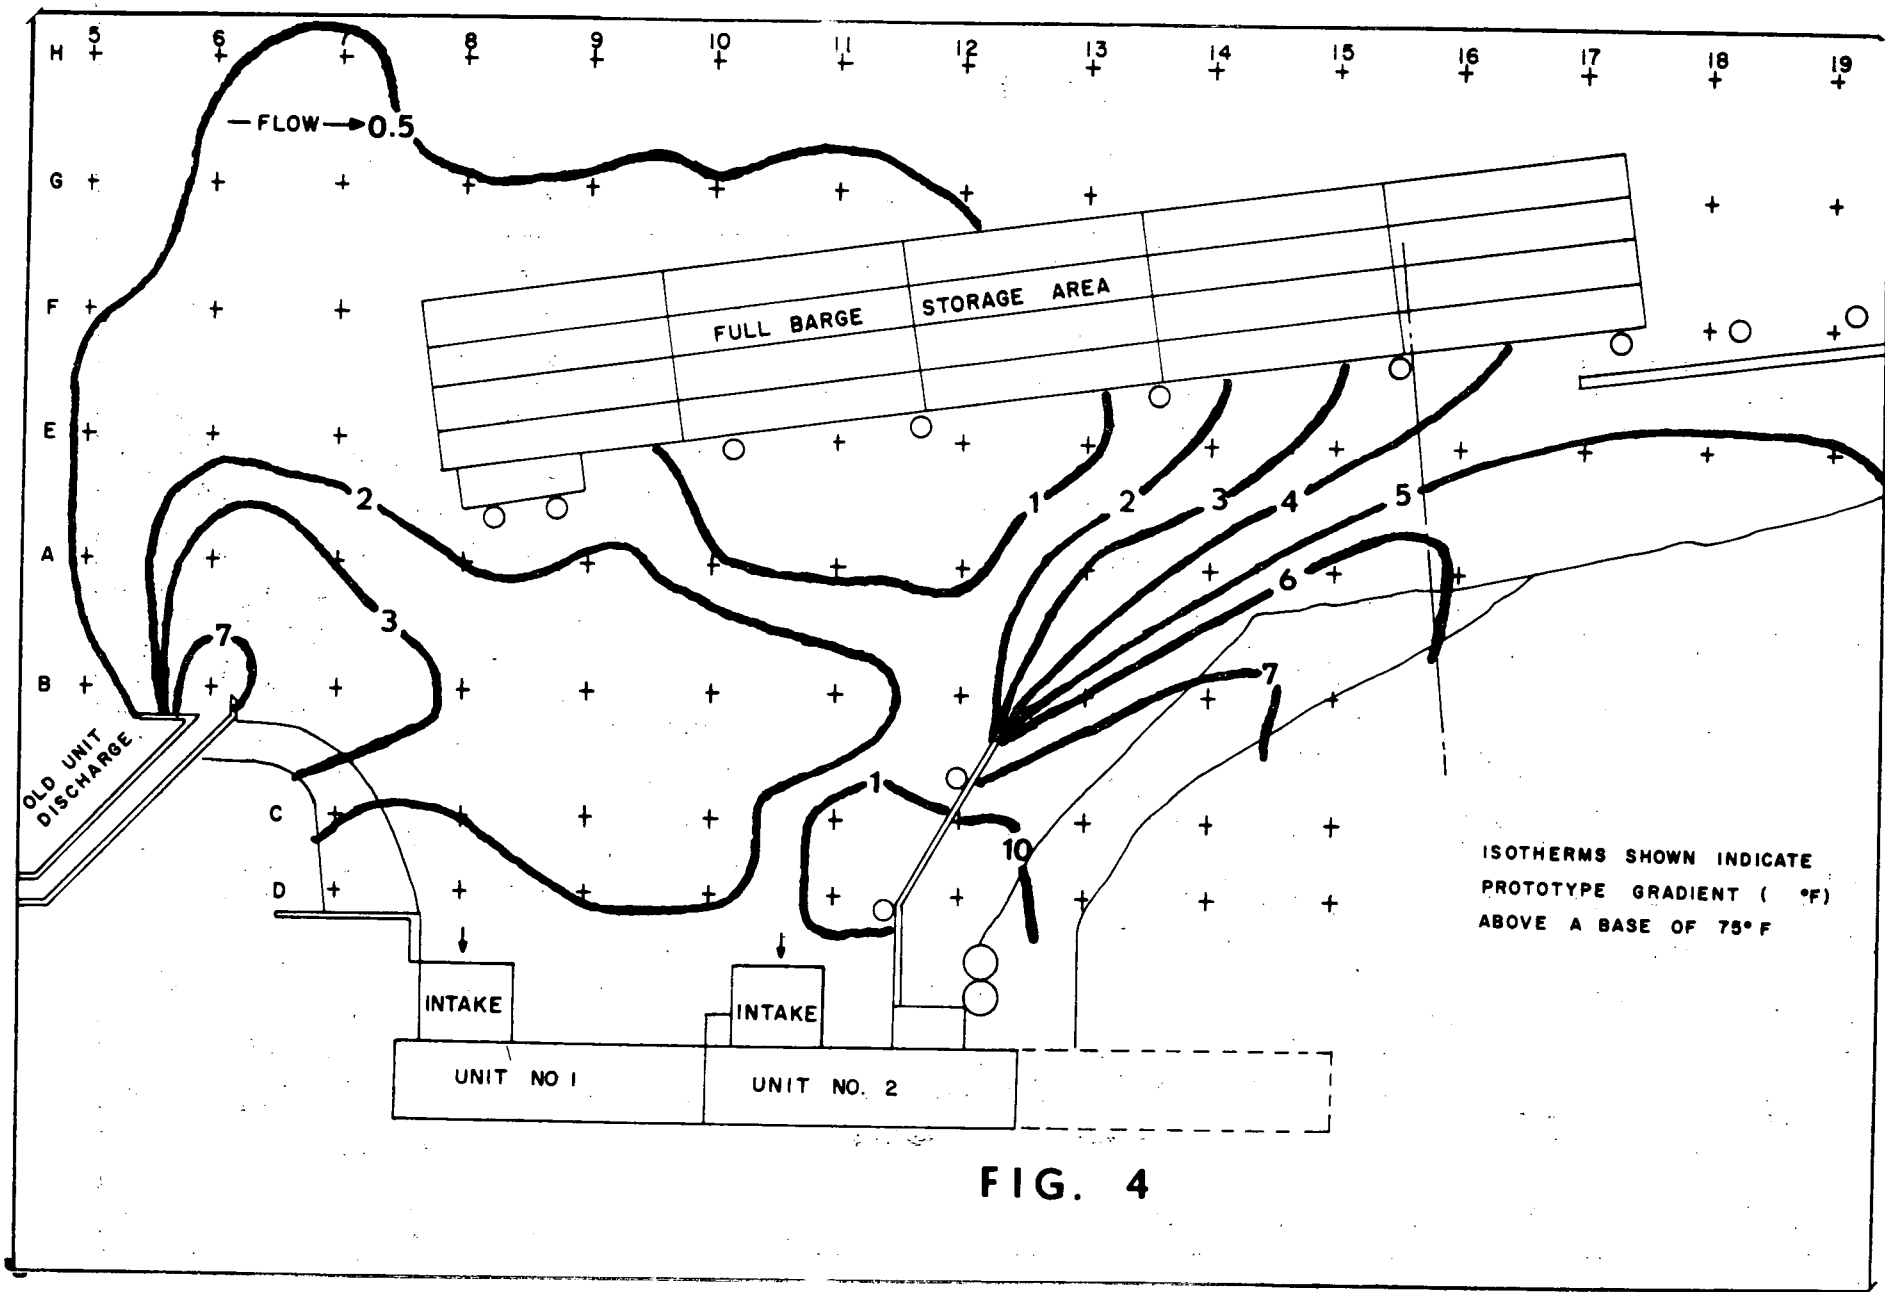 5 6 7 8 9 10 11 12 13 14 15 16 17 18 19
H
FLOW 0.5
G
F
FULL BARGE STORAGE AREA
E
2 1 2 3 4 5
A
6
3
7
B
7
OLD UNIT
DISCHARGE
1
C
10
D
ISOTHERMS SHOWN INDICATE
PROTOTYPE GRADIENT ( °F)
ABOVE A BASE OF 75° F
INTAKE INTAKE
UNIT NO 1 UNIT NO. 2
FIG. 4